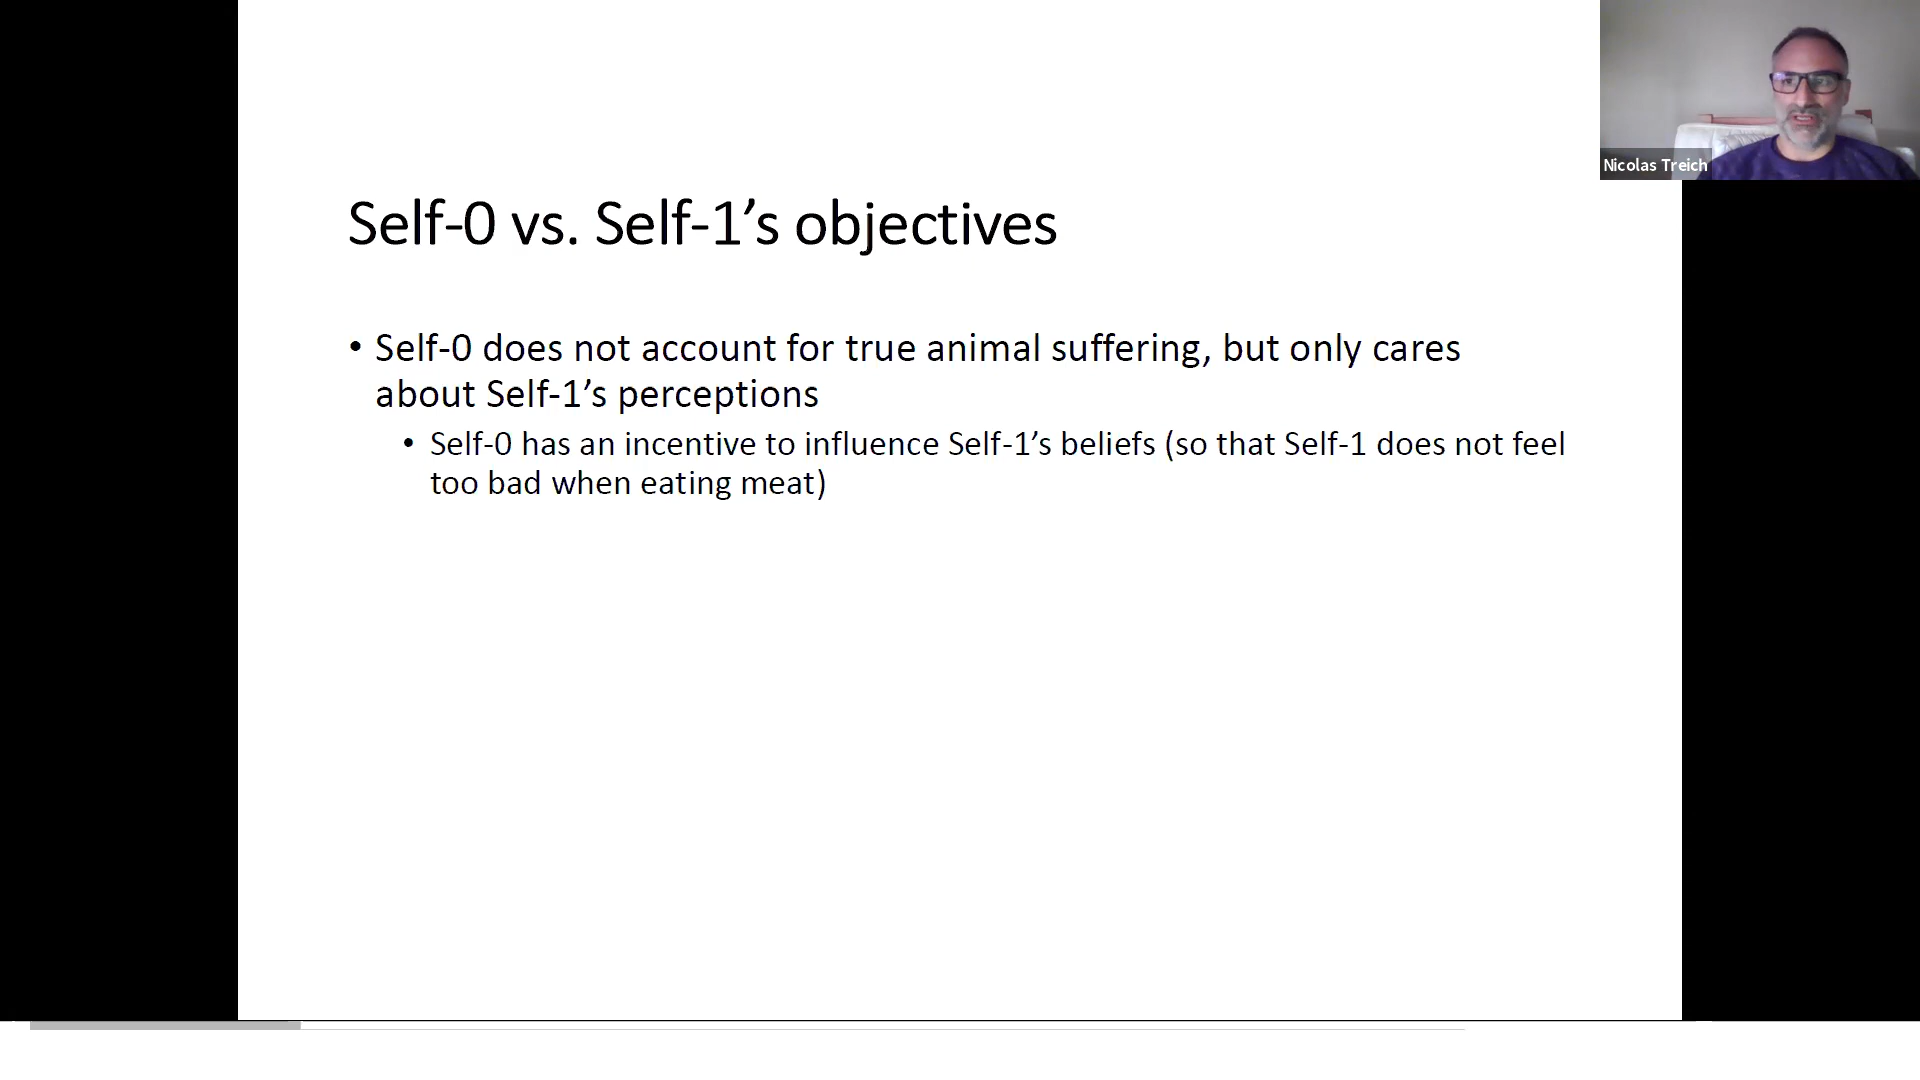 Nicolas Treich
Self-0 vs. Self-1’s objectives
• Self-0 does not account for true animal suffering, but only cares
about Self-1’s perceptions
• Self-0 has an incentive to influence Self-1’s beliefs (so that Self-1 does not feel
too bad when eating meat)